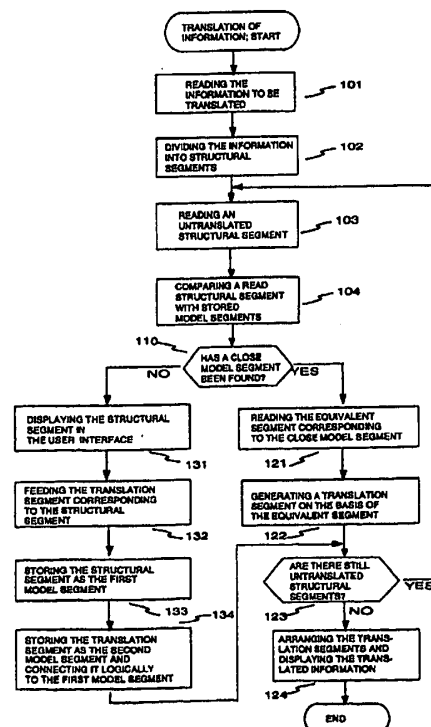 TRANSLATION OF
INFORMATION; START
READING THE
INFORMATION TO BE
TRANSLATED
101
DIVIDING THE INFORMATION
INTO STRUCTURAL
SEGMENTS
102
READING AN
UNTRANSLATED
STRUCTURAL SEGMENT
103
COMPARING A READ
STRUCTURAL SEGMENT
WITH STORED
MODEL SEGMENTS
104
110
HAS A CLOSE
MODEL SEGMENT
BEEN FOUND?
NO
YES
DISPLAYING THE STRUCTURAL
SEGMENT IN
THE USER INTERFACE
131
FEEDING THE TRANSLATION
SEGMENT CORRESPONDING
TO THE STRUCTURAL
SEGMENT
132
STORING THE STRUCTURAL
SEGMENT AS THE FIRST
MODEL SEGMENT
133
134
STORING THE TRANSLATION
SEGMENT AS THE SECOND
MODEL SEGMENT AND
CONNECTING IT LOGICALLY
TO THE FIRST MODEL SEGMENT
READING THE EQUIVALENT
SEGMENT CORRESPONDING
TO THE CLOSE MODEL SEGMENT
121
GENERATING A TRANSLATION
SEGMENT ON THE BASIS OF
THE EQUIVALENT SEGMENT
122
ARE THERE STILL
UNTRANSLATED
STRUCTURAL
SEGMENTS?
YES
123
NO
ARRANGING THE TRANS-
LATION SEGMENTS AND
DISPLAYING THE TRANS-
LATED INFORMATION
124
END